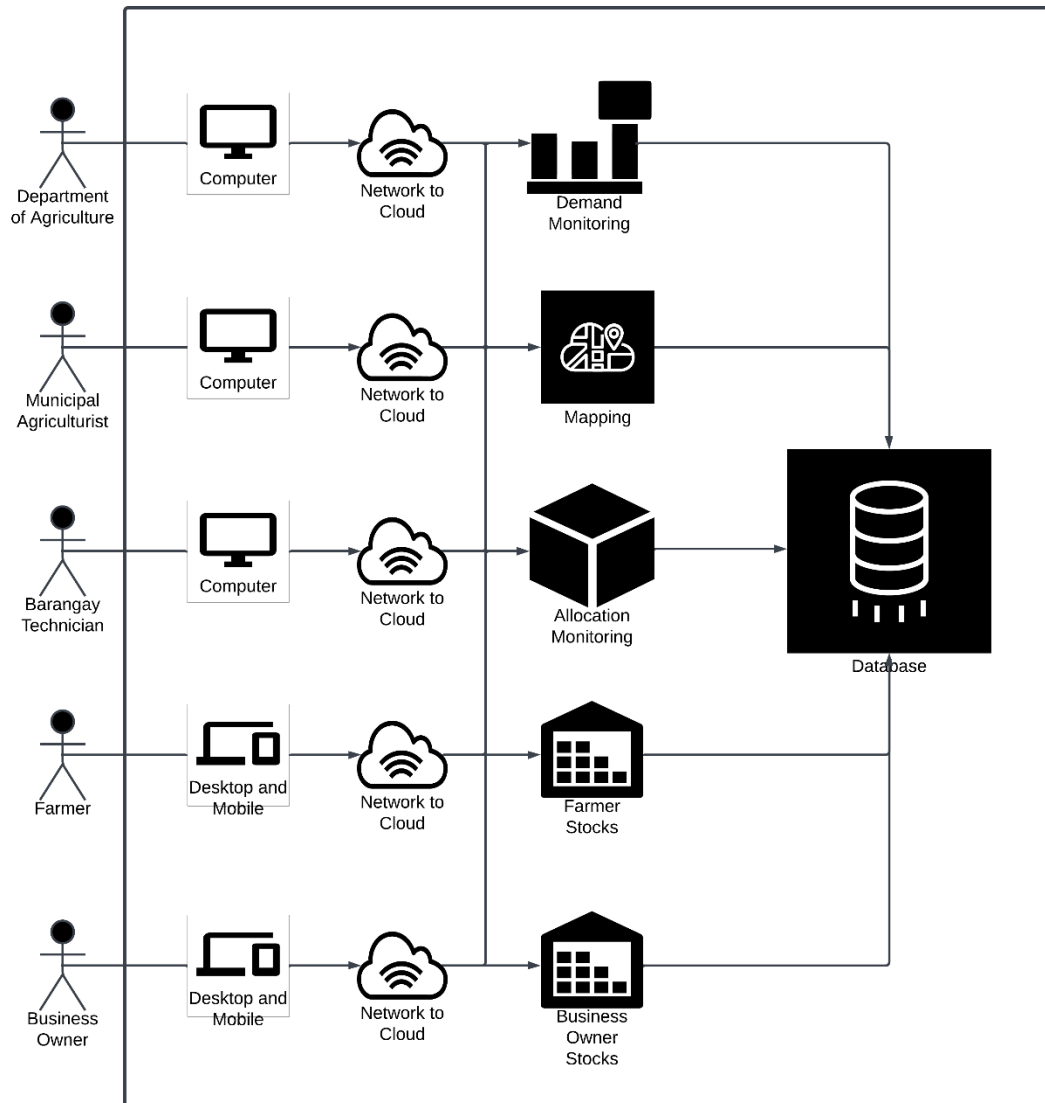 Department
of Agriculture
Computer
Network to
Cloud
Demand
Monitoring
Municipal
Agriculturist
Computer
Network to
Cloud
Mapping
Barangay
Technician
Computer
Network to
Cloud
Allocation
Monitoring
Database
Farmer
Desktop and
Mobile
Network to
Cloud
Farmer
Stocks
Business
Owner
Desktop and
Mobile
Network to
Cloud
Business
Owner
Stocks